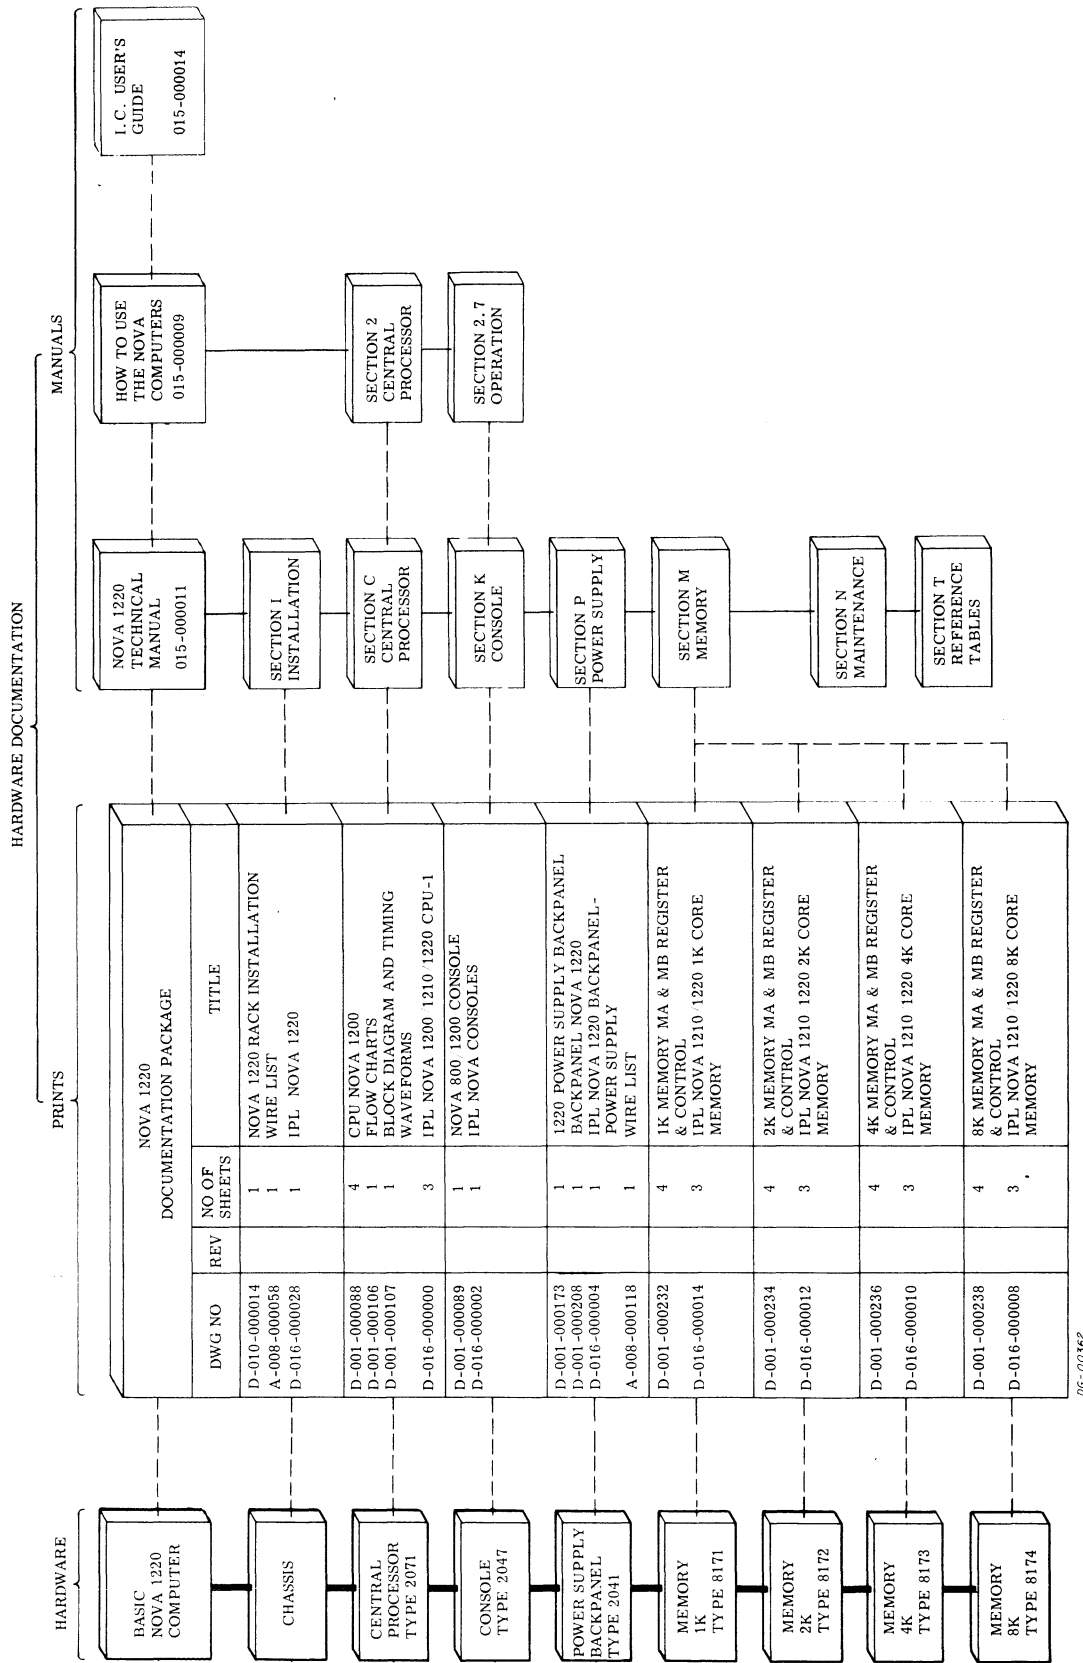 HARDWARE DOCUMENTATION
HARDWARE
PRINTS
MANUALS
BASIC
NOVA 1220
COMPUTER
CHASSIS
CENTRAL
PROCESSOR
TYPE 2071
CONSOLE
TYPE 2047
POWER SUPPLY
BACKPANEL
TYPE 2041
MEMORY
1K
TYPE 8171
MEMORY
2K
TYPE 8172
MEMORY
4K
TYPE 8173
MEMORY
8K
TYPE 8174
NOVA 1220
DOCUMENTATION PACKAGE
DWG NO REV NO OF SHEETS TITLE
D-010-000014 1 NOVA 1220 RACK INSTALLATION
A-008-000058 1 WIRE LIST
D-016-000028 1 IPL NOVA 1220
D-001-000088 4 CPU NOVA 1200
D-001-000106 1 FLOW CHARTS
D-001-000107 1 BLOCK DIAGRAM AND TIMING
WAVEFORMS
D-016-000000 3 IPL NOVA 1200/1210/1220 CPU-1
D-001-000089 1 NOVA 800/1200 CONSOLE
D-016-000002 1 IPL NOVA CONSOLES
D-001-000173 1 1220 POWER SUPPLY BACKPANEL
D-001-000208 1 BACKPANEL NOVA 1220
D-016-000004 1 IPL NOVA 1220 BACKPANEL-
POWER SUPPLY
A-008-000118 1 WIRE LIST
D-001-000232 4 1K MEMORY MA & MB REGISTER
& CONTROL
D-016-000014 3 IPL NOVA 1210/1220 1K CORE
MEMORY
D-001-000234 4 2K MEMORY MA & MB REGISTER
& CONTROL
D-016-000012 3 IPL NOVA 1210 1220 2K CORE
MEMORY
D-001-000236 4 4K MEMORY MA & MB REGISTER
& CONTROL
D-016-000010 3 IPL NOVA 1210 1220 4K CORE
MEMORY
D-001-000238 4 8K MEMORY MA & MB REGISTER
& CONTROL
D-016-000008 3 IPL NOVA 1210/1220 8K CORE
MEMORY
NOVA 1220
TECHNICAL
MANUAL
015-000011
SECTION I
INSTALLATION
SECTION C
CENTRAL
PROCESSOR
SECTION K
CONSOLE
SECTION P
POWER SUPPLY
SECTION M
MEMORY
SECTION N
MAINTENANCE
SECTION T
REFERENCE
TABLES
HOW TO USE
THE NOVA
COMPUTERS
015-000009
SECTION 2
CENTRAL
PROCESSOR
SECTION 2.7
OPERATION
I.C. USER'S
GUIDE
015-000014
DG-00362